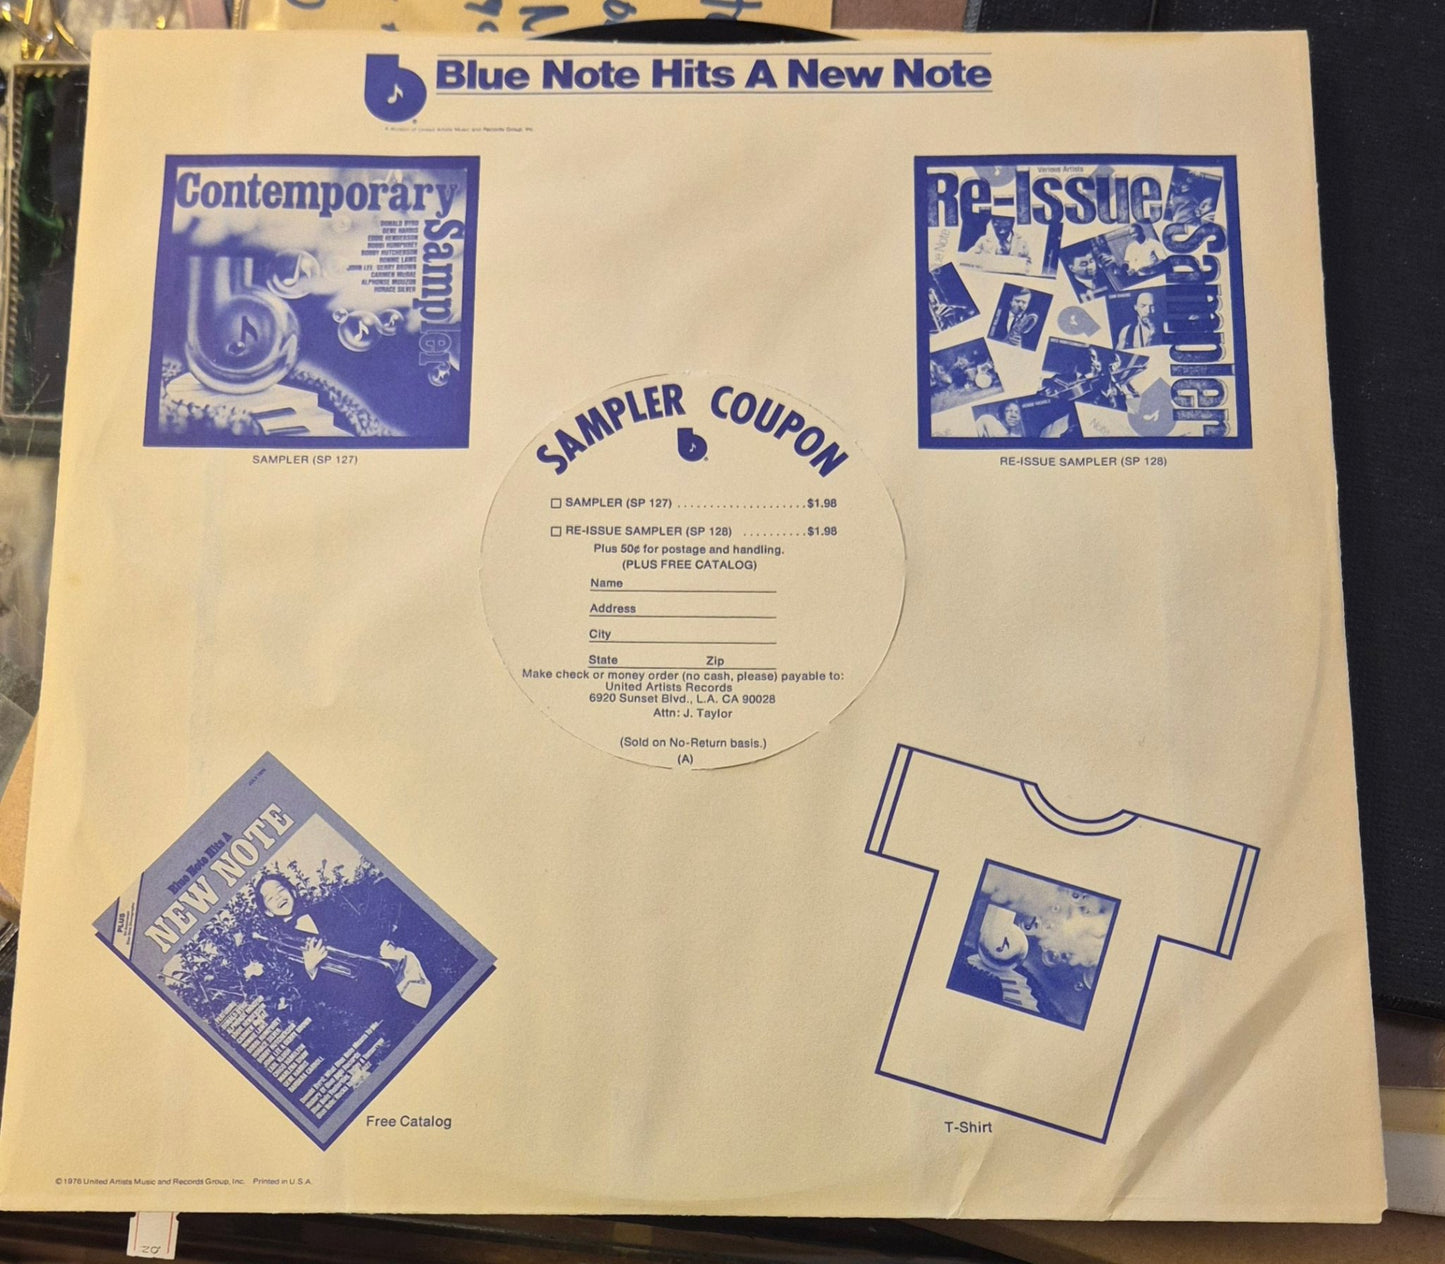 Blue Note Hits A New Note
A division of United Artists Music and Records Group, Inc.
Contemporary
Sampler
DONALD BYRD
GENE HARRIS
EDDIE HENDERSON
BOBBI HUMPHREY
BOBBY HUTCHERSON
RONNIE LAWS
JOHN LEE GERRY BROWN
CARMEN McRAE
ALPHONSE MOUZON
HORACE SILVER
SAMPLER (SP 127)
Various Artists
Re-Issue
Sampler
RE-ISSUE SAMPLER (SP 128)
SAMPLER COUPON
SAMPLER (SP 127) ....................$1.98
RE-ISSUE SAMPLER (SP 128) ..........$1.98
Plus 50¢ for postage and handling.
(PLUS FREE CATALOG)
Name
Address
City
State Zip
Make check or money order (no cash, please) payable to:
United Artists Records
6920 Sunset Blvd., L.A. CA 90028
Attn: J. Taylor
(Sold on No-Return basis.)
(A)
PLUS
Blue Note Hits A
NEW NOTE
Free Catalog
T-Shirt
©1976 United Artists Music and Records Group, Inc. Printed in U.S.A.